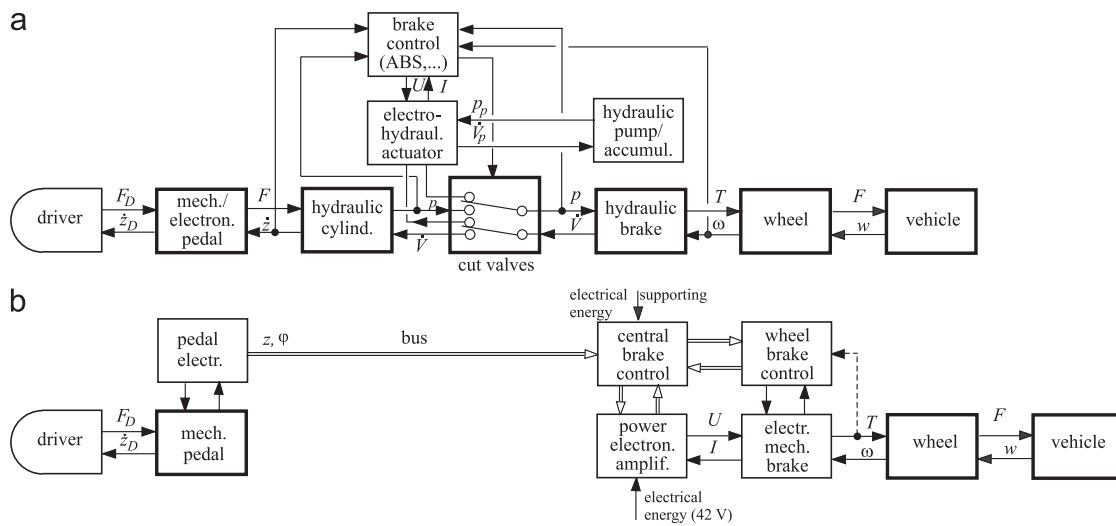 a
brake
control
(ABS,...)
U
I
electro-
hydraul.
actuator
p_p
V̇_p
hydraulic
pump/
accumul.
driver
F_D
ż_D
mech./
electron.
pedal
F
ż
hydraulic
cylind.
p
V̇
cut valves
p
V̇
hydraulic
brake
T
ω
wheel
F
w
vehicle
b
pedal
electr.
z, φ
bus
electrical supporting
energy
central
brake
control
wheel
brake
control
driver
F_D
ż_D
mech.
pedal
power
electron.
amplif.
U
I
electr.
mech.
brake
T
ω
wheel
F
w
vehicle
electrical
energy (42 V)